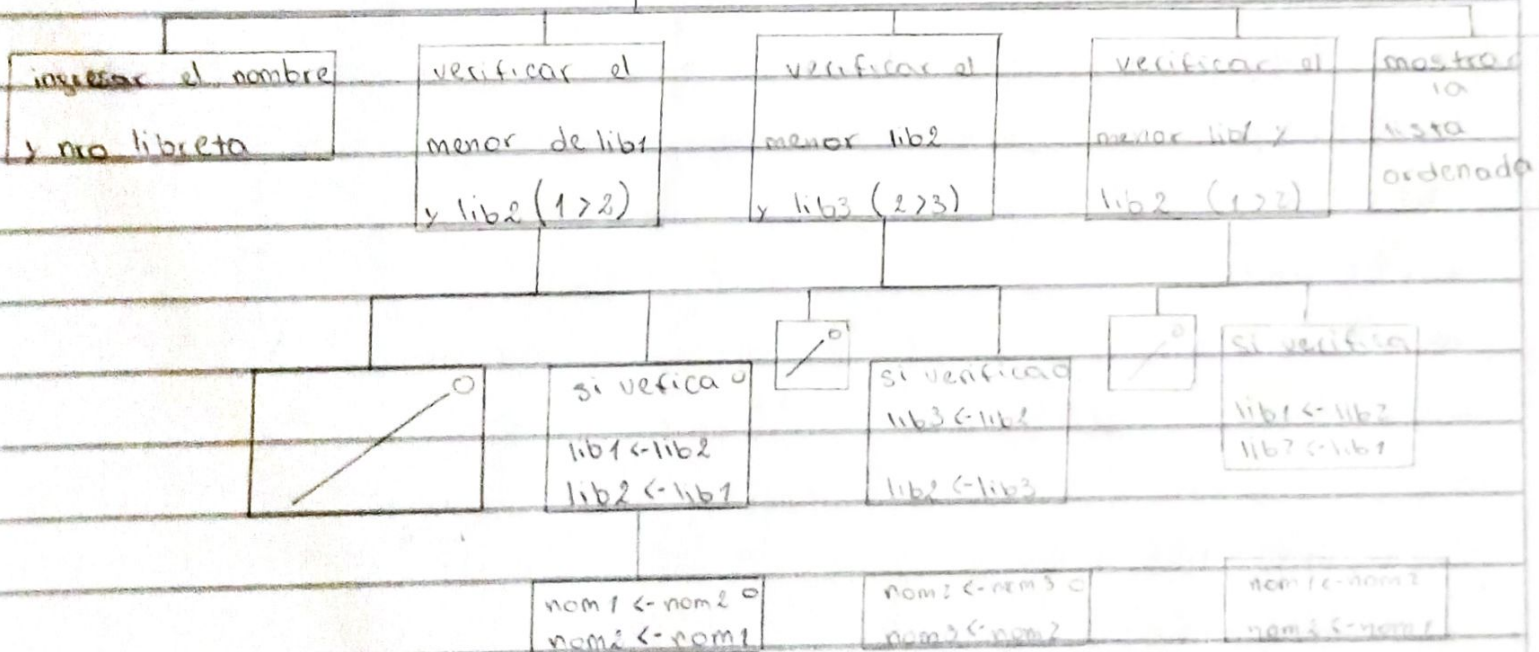 ingresar el nombre
y nro libreta
verificar el
menor de lib1
y lib2 (1>2)
verificar el
menor lib2
y lib3 (2>3)
verificar el
menor lib1 y
lib2 (1>2)
mostrar
la
lista
ordenada
si vefica
lib1 <- lib2
lib2 <- lib1
si verifica
lib3 <- lib2
lib2 <- lib3
si verifica
lib1 <- lib2
lib2 <- lib1
nom1 <- nom2
nom2 <- nom1
nom2 <- nom3
nom3 <- nom2
nom1 <- nom2
nom2 <- nom1